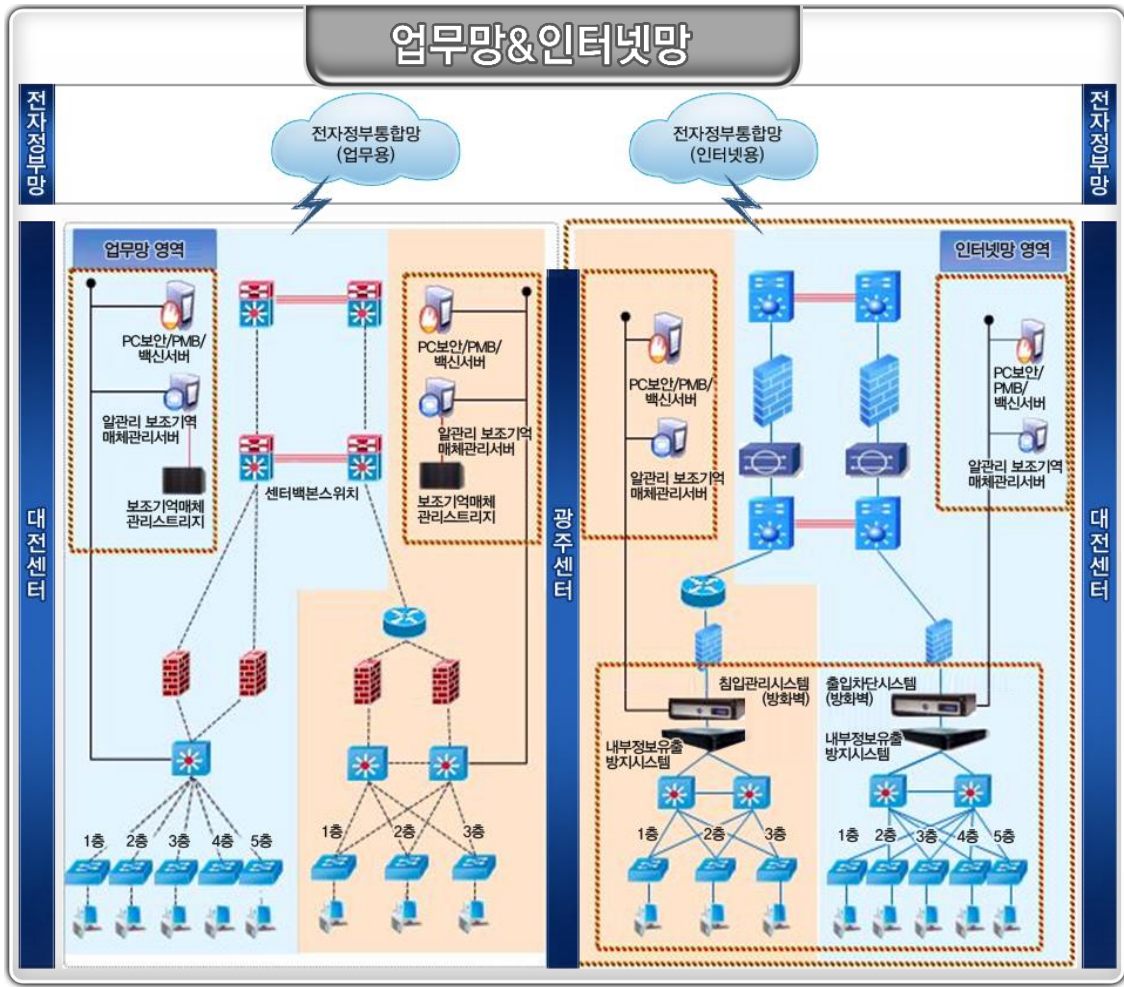 업무망&인터넷망
전자정부망
전자정부통합망
(업무용)
전자정부통합망
(인터넷용)
전자정부망
대전센터
업무망 영역
PC보안/PMB/
백신서버
알관리 보조기억
매체관리서버
보조기억매체
관리스트리지
센터백본스위치
PC보안/PMB/
백신서버
알관리 보조기억
매체관리서버
보조기억매체
관리스트리지
1층
2층
3층
4층
5층
1층
2층
3층
광주센터
PC보안/PMB/
백신서버
알관리 보조기억
매체관리서버
인터넷망 영역
PC보안/
PMB/
백신서버
알관리 보조기역
매체관리서버
침입관리시스템
(방화벽)
출입차단시스템
(방화벽)
내부정보유출
방지시스템
내부정보유출
방지시스템
1층
2층
3층
1층
2층
3층
4층
5층
대전센터